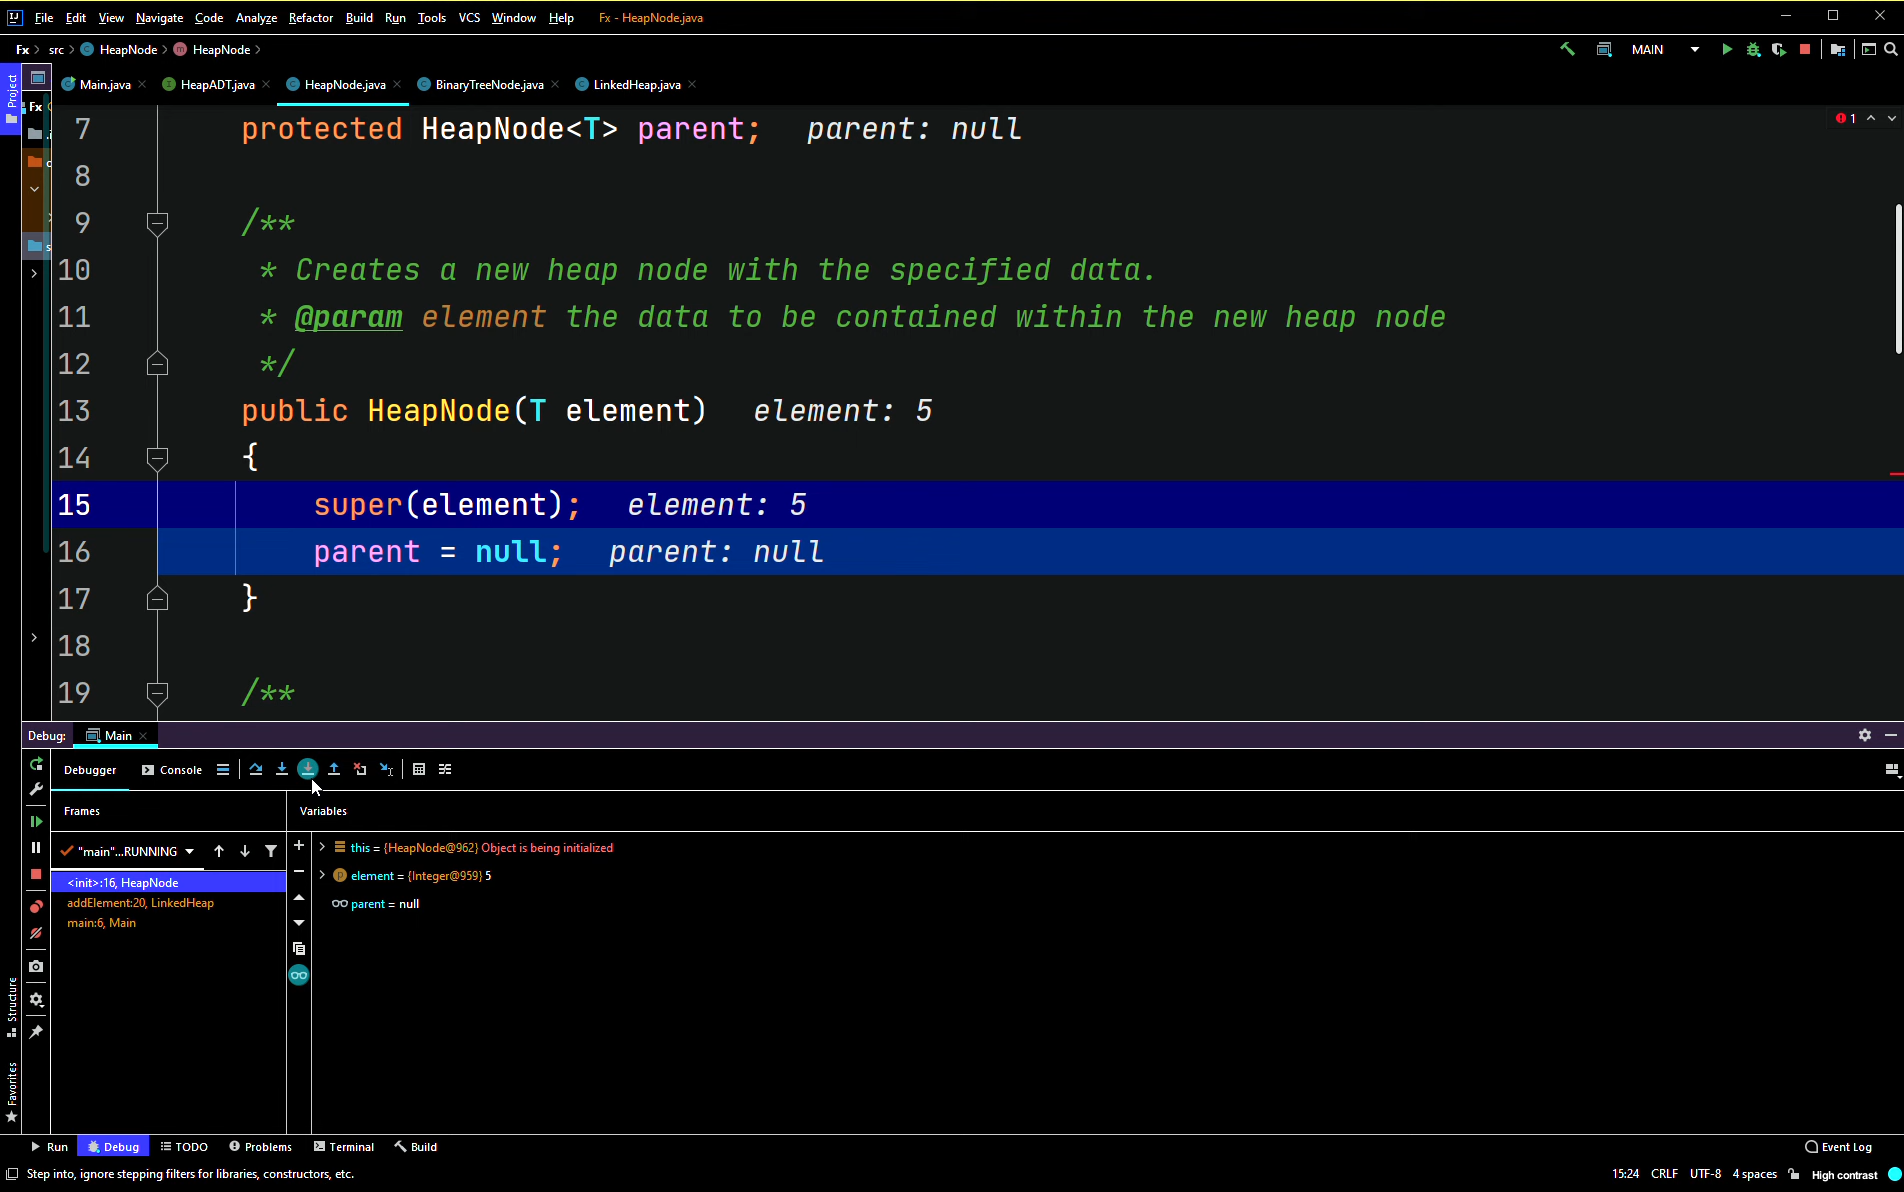 IJ File Edit View Navigate Code Analyze Refactor Build Run Tools VCS Window Help Fx - HeapNode.java
Fx src HeapNode HeapNode MAIN
Main.java HeapADT.java HeapNode.java BinaryTreeNode.java LinkedHeap.java
Project
Fx
7 protected HeapNode<T> parent; parent: null
1
8
9 /**
10 * Creates a new heap node with the specified data.
11 * @param element the data to be contained within the new heap node
12 */
13 public HeapNode(T element) element: 5
14 {
15 super(element); element: 5
16 parent = null; parent: null
17 }
18
19 /**
Debug: Main
Debugger Console
Frames Variables
"main"...RUNNING
this = {HeapNode@962} Object is being initialized
element = {Integer@959} 5
parent = null
<init>:16, HeapNode
addElement:20, LinkedHeap
main:6, Main
Structure
Favorites
Run Debug TODO Problems Terminal Build Event Log
Step into, ignore stepping filters for libraries, constructors, etc. 15:24 CRLF UTF-8 4 spaces High contrast